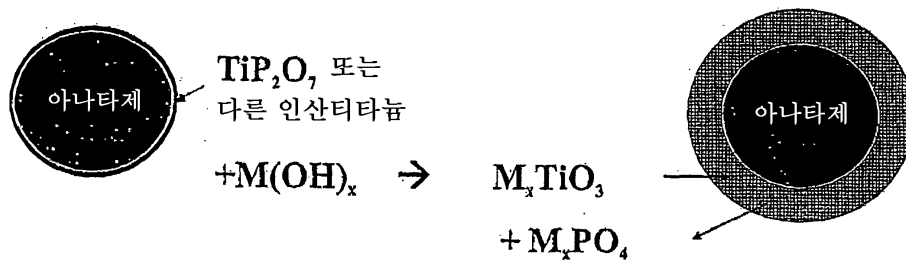 아나타제
TiP₂O₇ 또는
다른 인산티타늄
+M(OH)ₓ → MₓTiO₃
+ MₓPO₄
아나타제